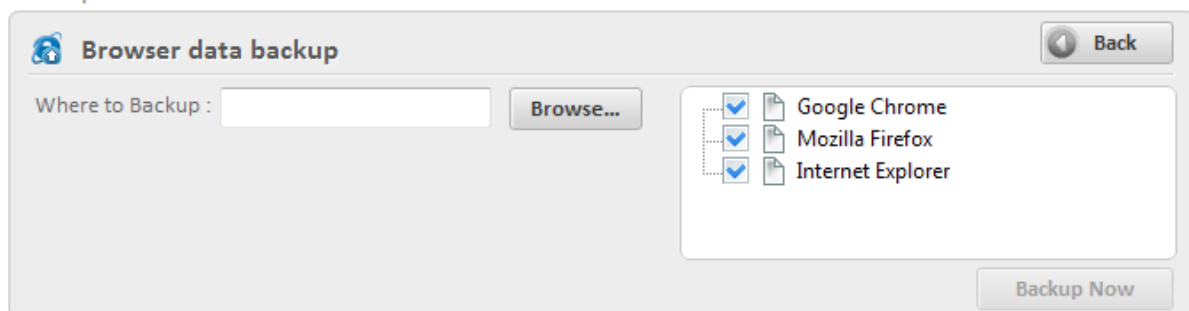 Browser data backup
Back
Where to Backup :
Browse...
Google Chrome
Mozilla Firefox
Internet Explorer
Backup Now